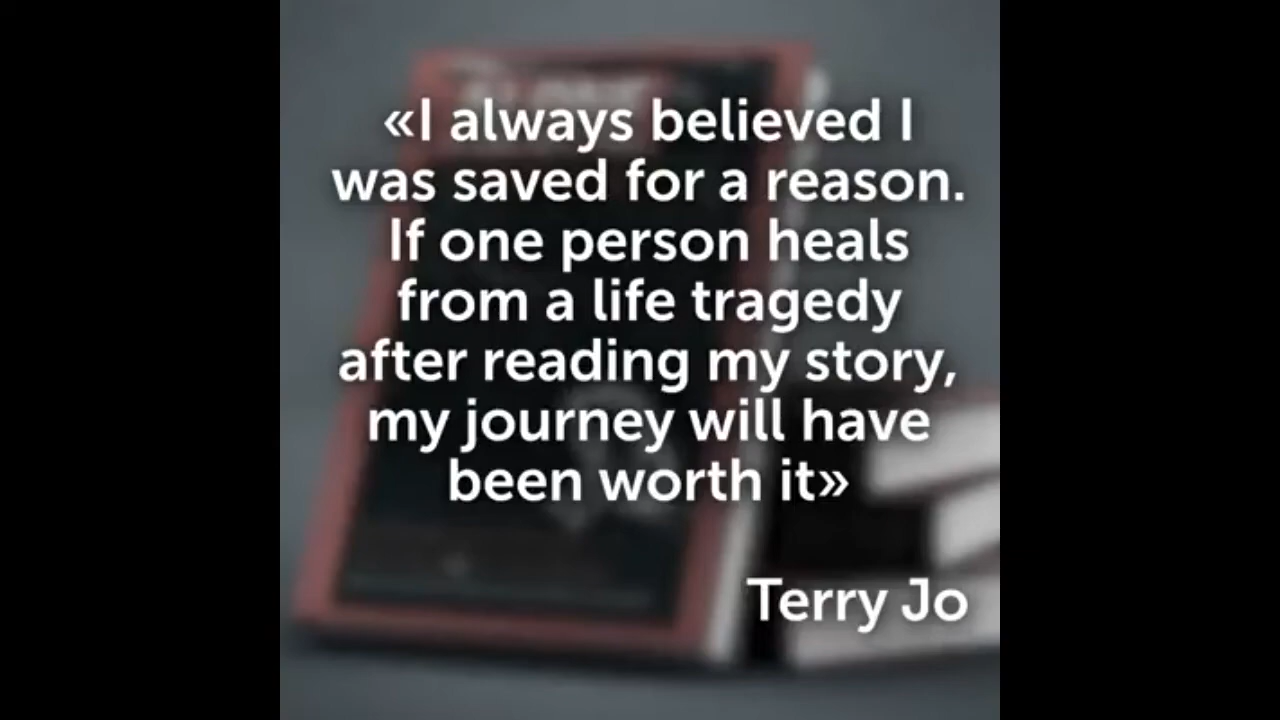 «I always believed I
was saved for a reason.
If one person heals
from a life tragedy
after reading my story,
my journey will have
been worth it»
Terry Jo